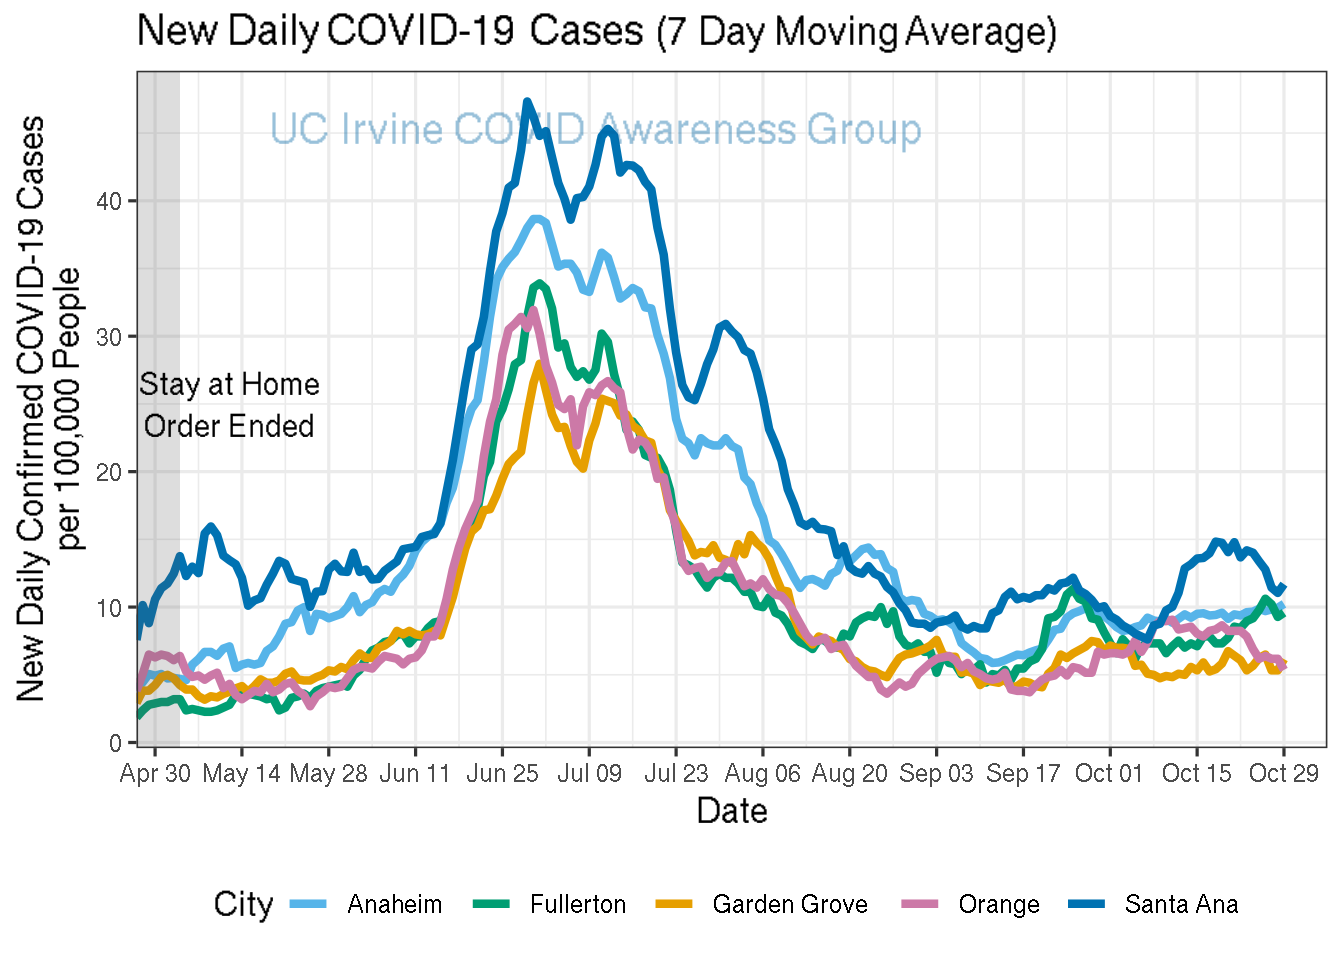 New Daily COVID-19 Cases (7 Day Moving Average)
UC Irvine COVID Awareness Group
New Daily Confirmed COVID-19 Cases
per 100,000 People
40
30
20
10
0
Stay at Home
Order Ended
Apr 30 May 14 May 28 Jun 11 Jun 25 Jul 09 Jul 23 Aug 06 Aug 20 Sep 03 Sep 17 Oct 01 Oct 15 Oct 29
Date
City Anaheim Fullerton Garden Grove Orange Santa Ana